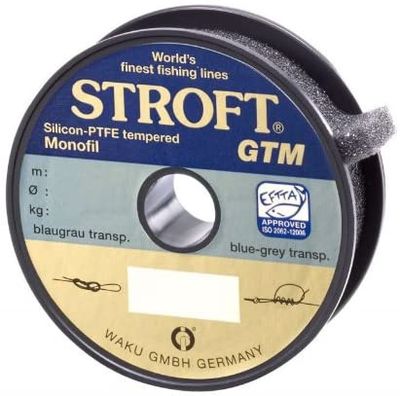 World's
finest fishing lines
STROFT®
Silicon-PTFE tempered
Monofil
GTM
m :
Ø :
kg :
EFTTA
APPROVED
ISO 2062-12006
blaugrau transp.
blue-grey transp.
WAKU GMBH GERMANY